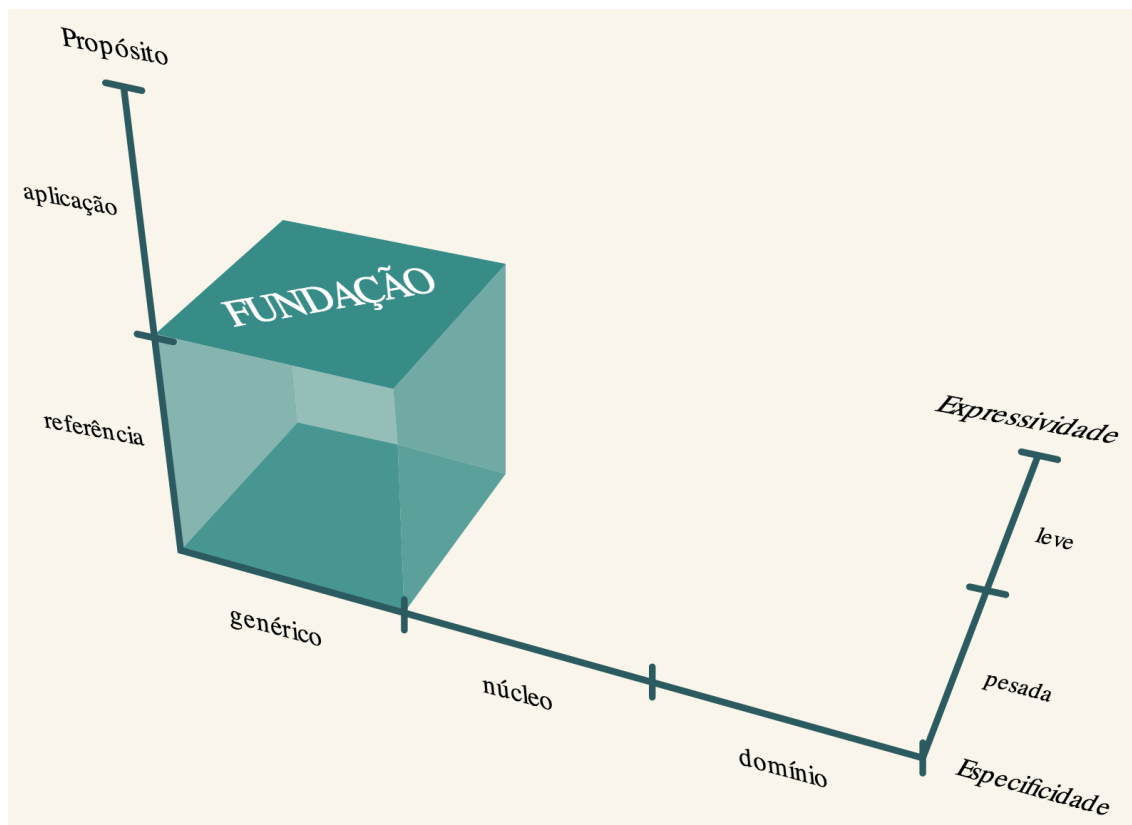 Propósito
aplicação
FUNDAÇÃO
referência
Expressividade
leve
genérico
núcleo
pesada
domínio
Especificidade